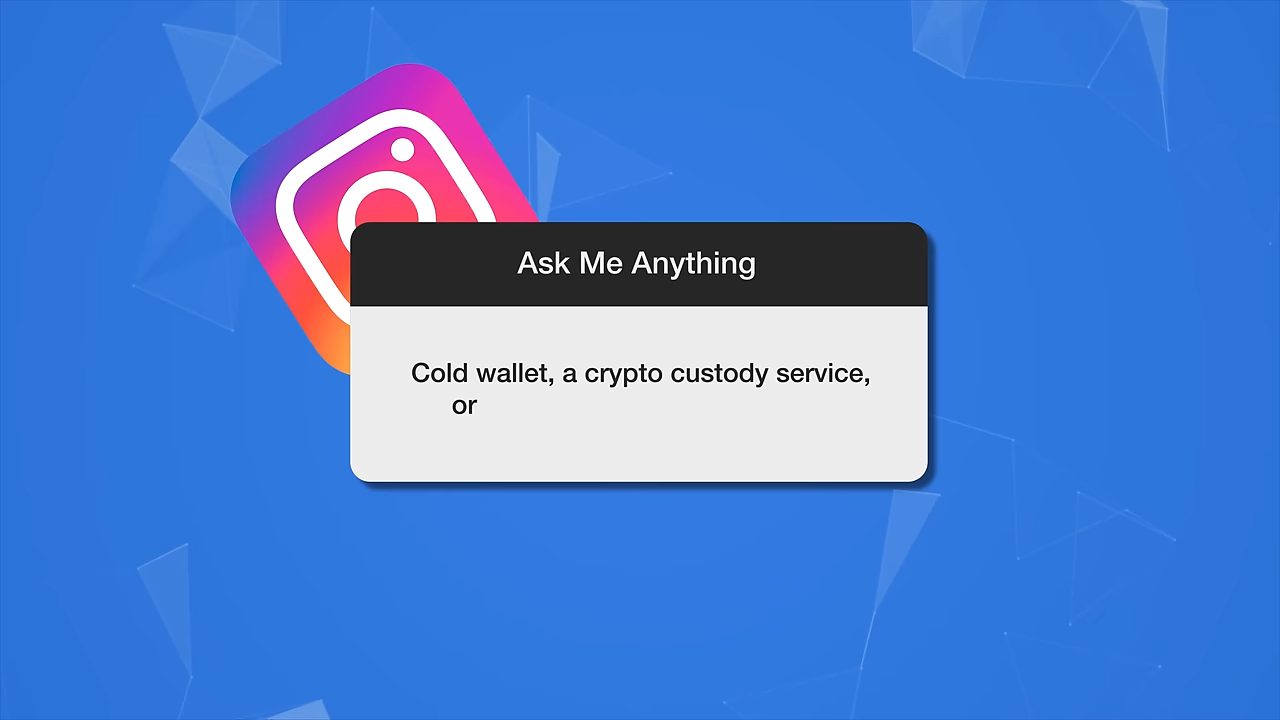 Ask Me Anything
Cold wallet, a crypto custody service,
or